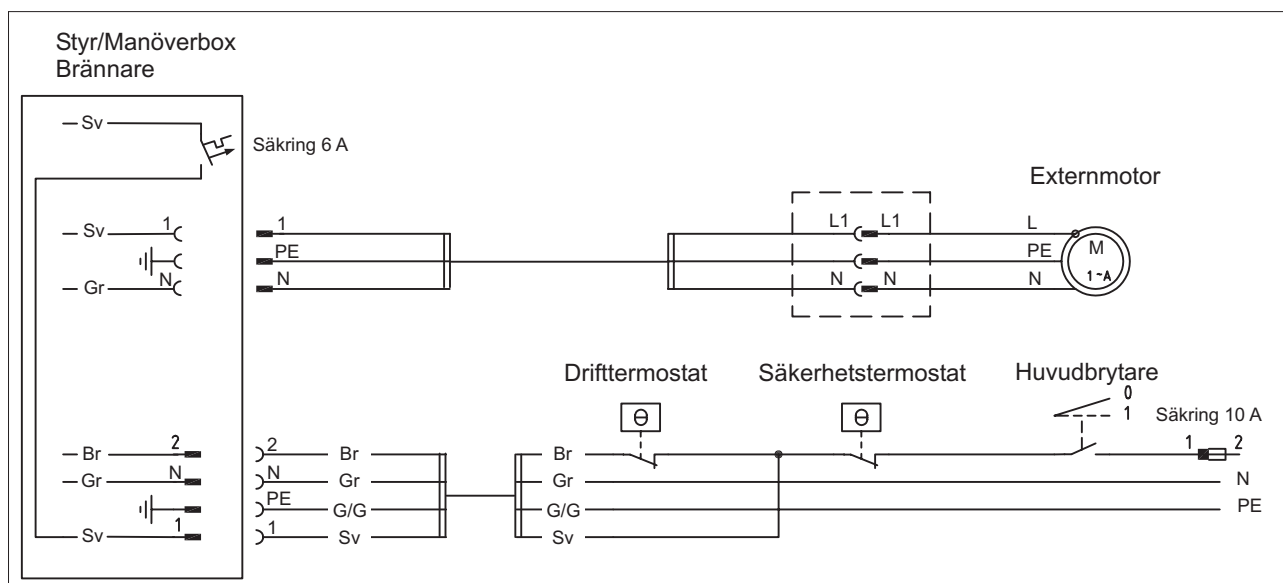 Styr/Manöverbox
Brännare
Sv
Säkring 6 A
Externmotor
Sv 1 1 L1 L1 L
PE PE M
Gr N N N N N 1~A
Drifttermostat Säkerhetstermostat Huvudbrytare
0
1 Säkring 10 A
θ θ
Br 2 2 Br Br 1 2
Gr N N Gr Gr N
PE G/G G/G PE
Sv 1 1 Sv Sv